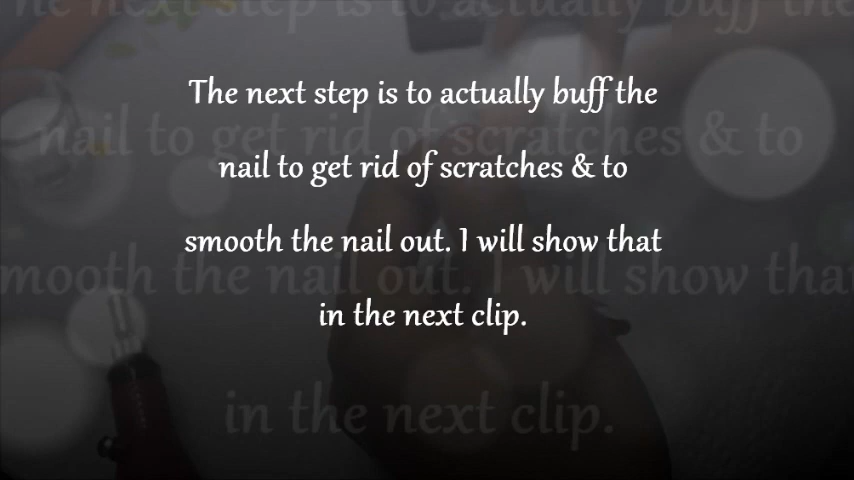 The next step is to actually buff the
nail to get rid of scratches & to
smooth the nail out. I will show that
in the next clip.